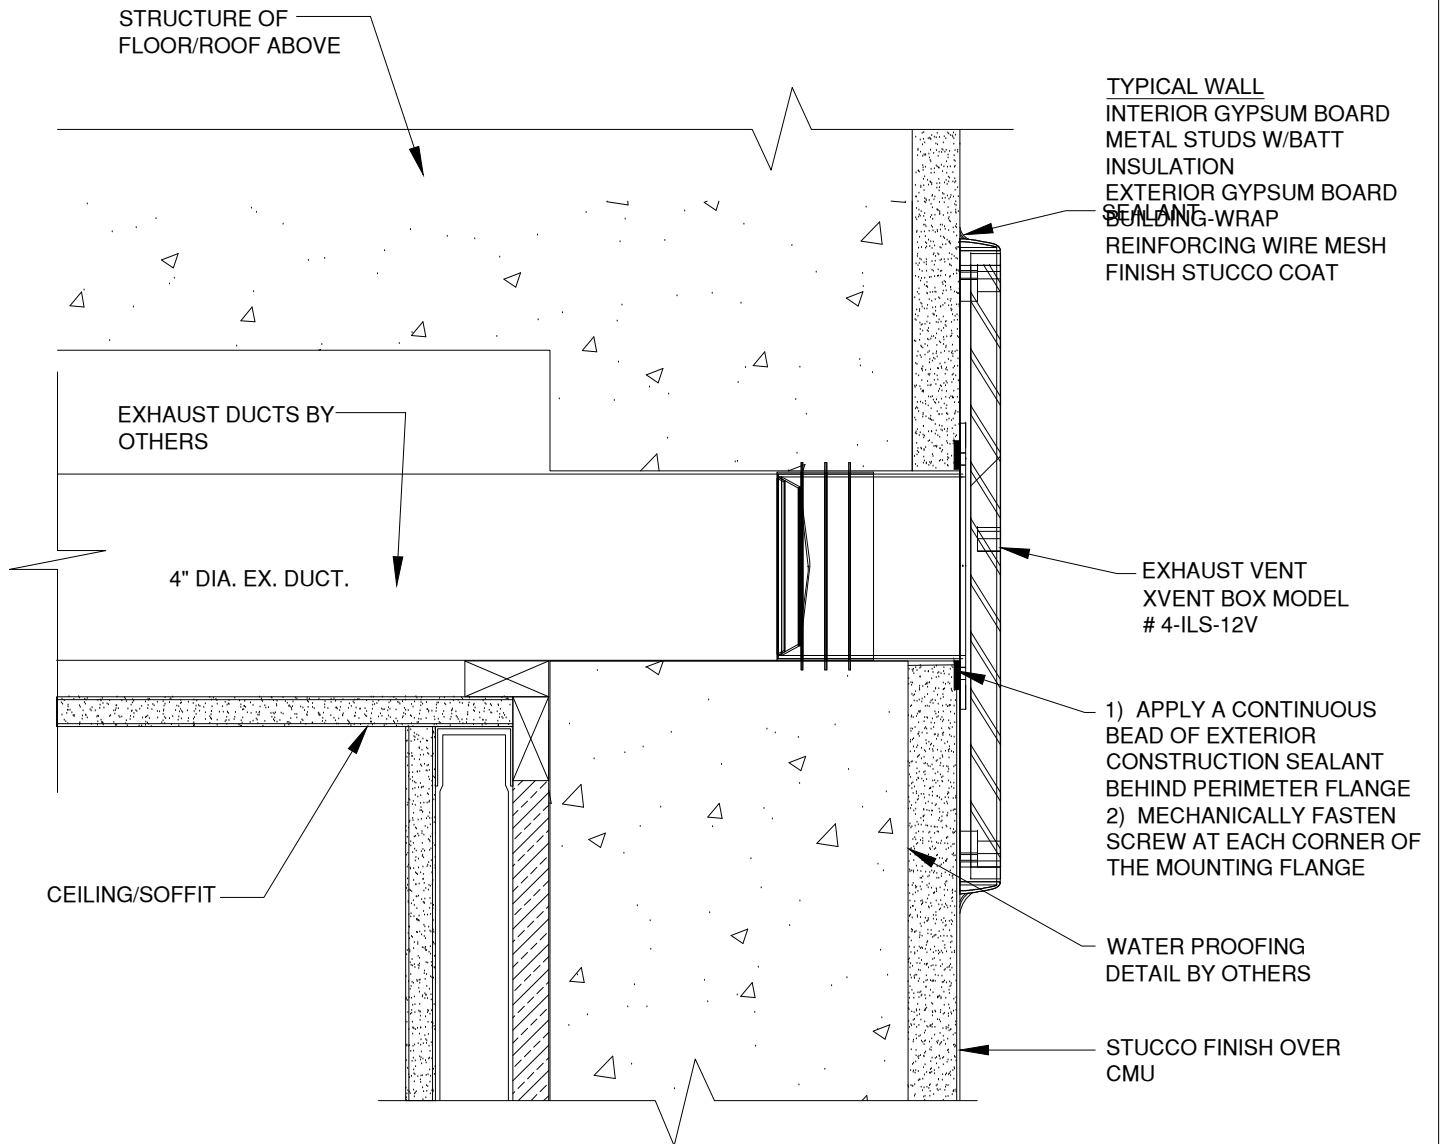 STRUCTURE OF
FLOOR/ROOF ABOVE
TYPICAL WALL
INTERIOR GYPSUM BOARD
METAL STUDS W/BATT
INSULATION
EXTERIOR GYPSUM BOARD
SEALANT
BUILDING-WRAP
REINFORCING WIRE MESH
FINISH STUCCO COAT
EXHAUST DUCTS BY
OTHERS
4" DIA. EX. DUCT.
EXHAUST VENT
XVENT BOX MODEL
# 4-ILS-12V
1) APPLY A CONTINUOUS
BEAD OF EXTERIOR
CONSTRUCTION SEALANT
BEHIND PERIMETER FLANGE
2) MECHANICALLY FASTEN
SCREW AT EACH CORNER OF
THE MOUNTING FLANGE
CEILING/SOFFIT
WATER PROOFING
DETAIL BY OTHERS
STUCCO FINISH OVER
CMU